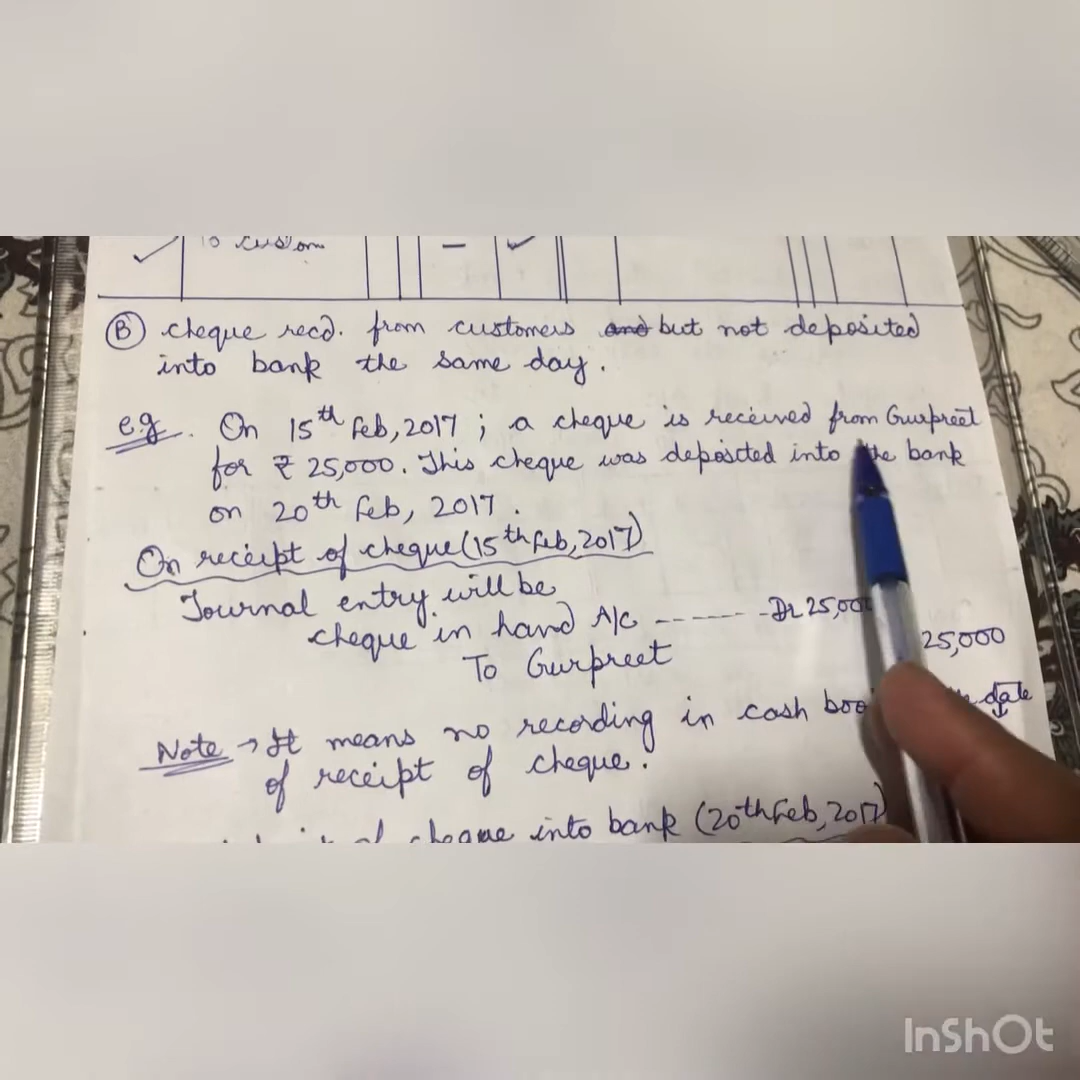 To custom
(B) cheque recd. from customers and but not deposited
into bank the same day.
e.g. On 15th Feb, 2017 ; a cheque is received from Gurpreet
for ₹ 25,000. This cheque was deposited into the bank
on 20th Feb, 2017.
On receipt of cheque (15th Feb, 2017)
Journal entry will be
cheque in hand A/c ------- Dr 25,000
To Gurpreet 25,000
Note → It means no recording in cash date
of receipt of cheque.
cheque into bank (20th Feb, 2017)
InShOt